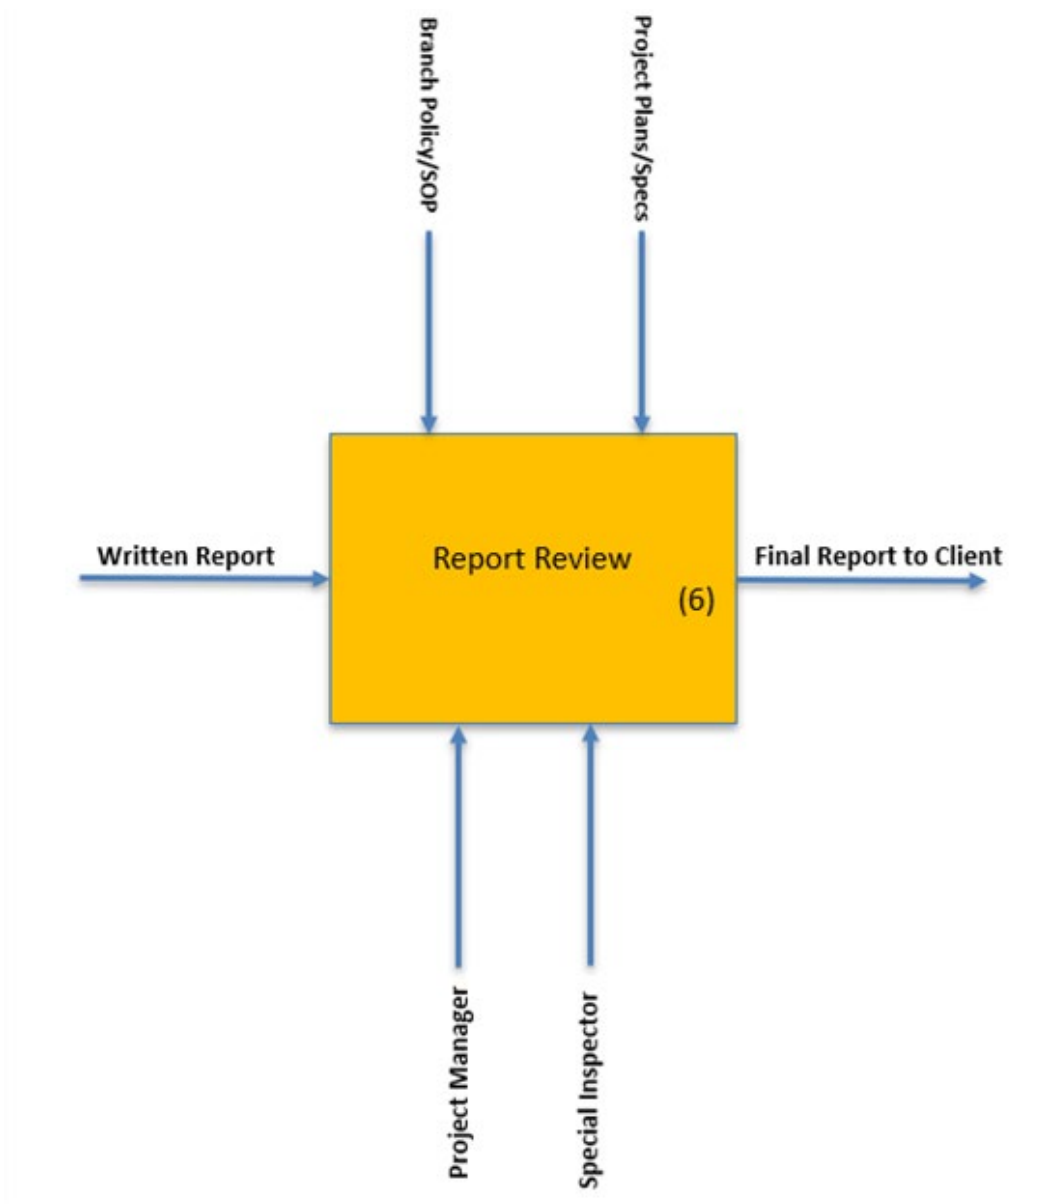 Branch Policy/SOP
Project Plans/Specs
Written Report
Report Review
(6)
Final Report to Client
Project Manager
Special Inspector